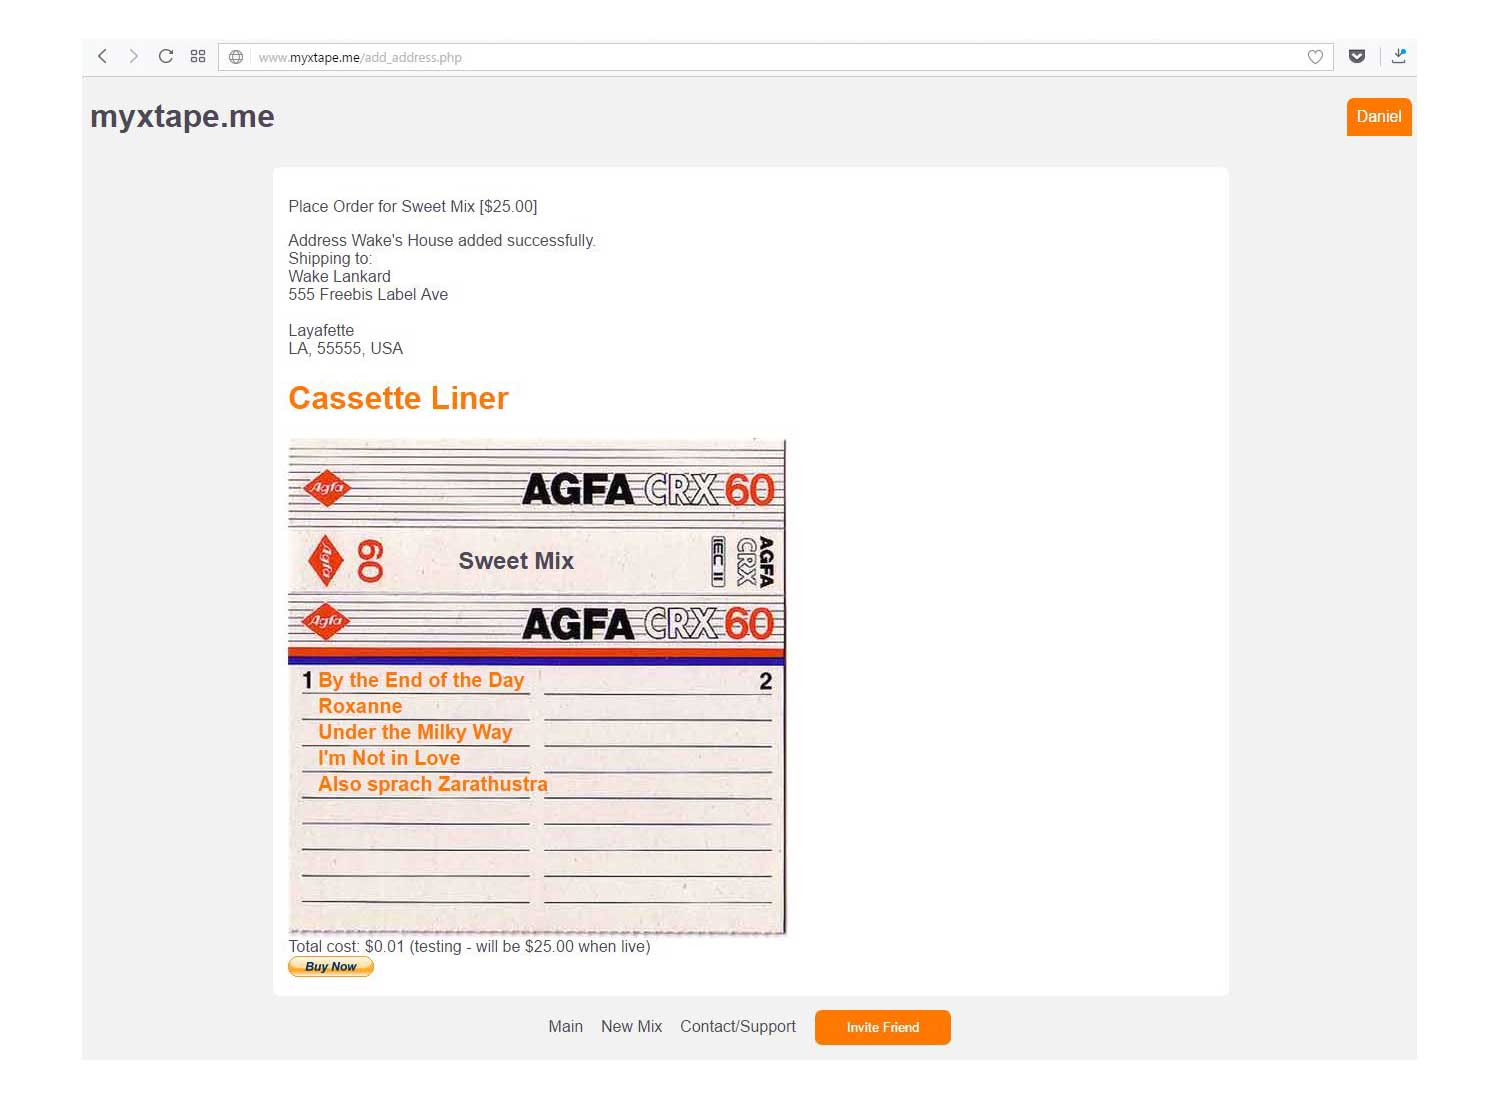 www.myxtape.me/add_address.php
myxtape.me
Daniel
Place Order for Sweet Mix [$25.00]
Address Wake's House added successfully.
Shipping to:
Wake Lankard
555 Freebis Label Ave
Layafette
LA, 55555, USA
Cassette Liner
Agfa
AGFA CRX 60
Agfa
60
Sweet Mix
IEC II
AGFA
CRX
Agfa
AGFA CRX 60
1 By the End of the Day
2
Roxanne
Under the Milky Way
I'm Not in Love
Also sprach Zarathustra
Total cost: $0.01 (testing - will be $25.00 when live)
Buy Now
Main New Mix Contact/Support Invite Friend